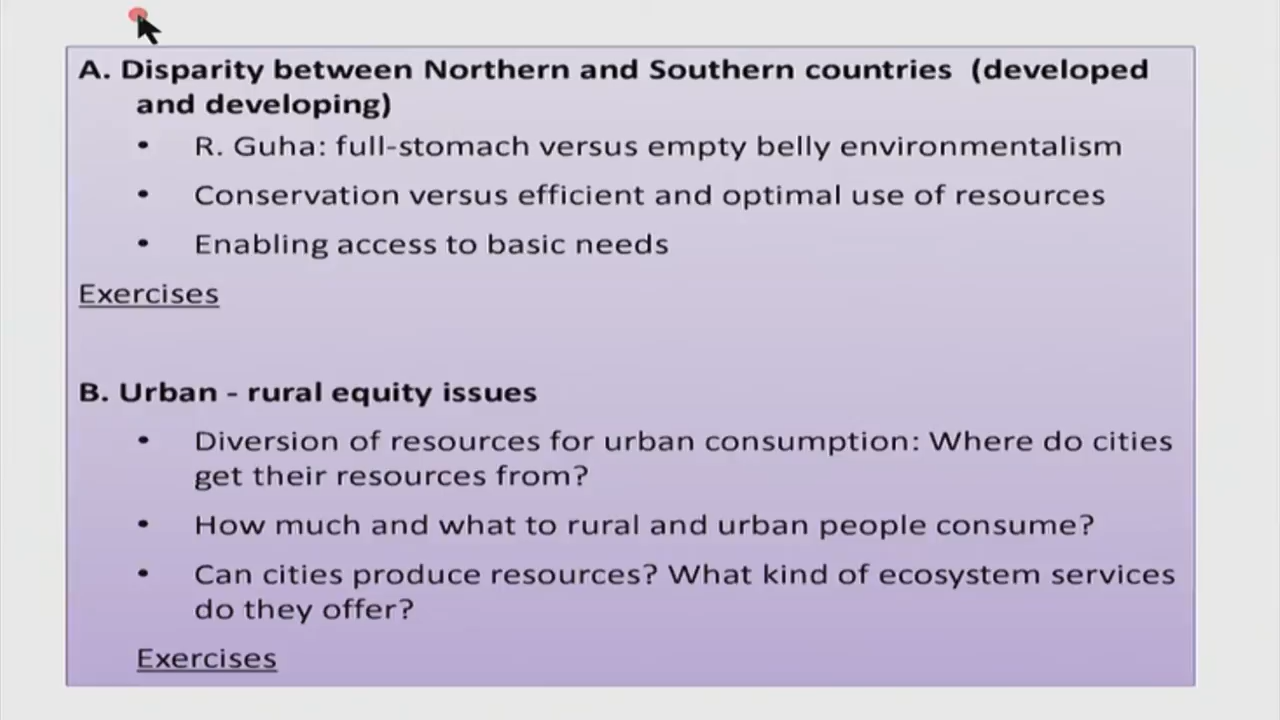 A. Disparity between Northern and Southern countries (developed
and developing)
• R. Guha: full-stomach versus empty belly environmentalism
• Conservation versus efficient and optimal use of resources
• Enabling access to basic needs
Exercises
B. Urban - rural equity issues
• Diversion of resources for urban consumption: Where do cities
get their resources from?
• How much and what to rural and urban people consume?
• Can cities produce resources? What kind of ecosystem services
do they offer?
Exercises